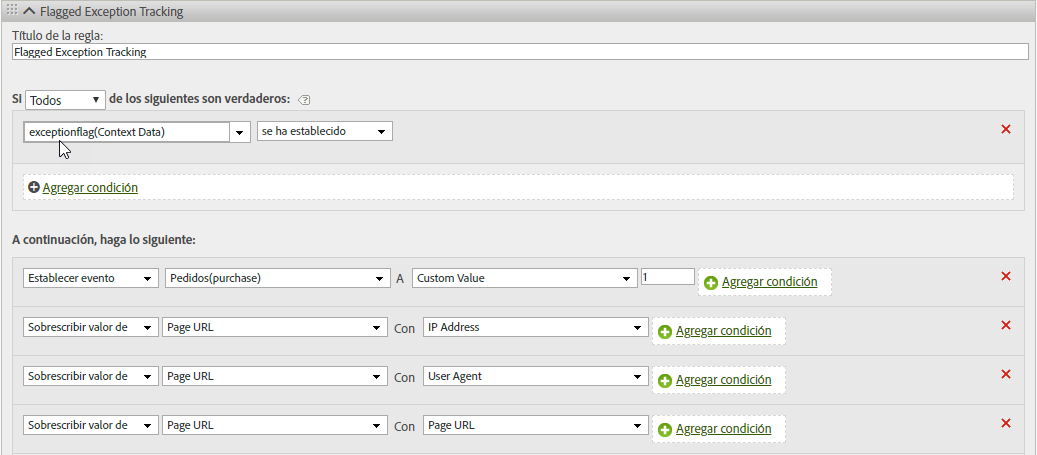 Flagged Exception Tracking
Título de la regla:
Flagged Exception Tracking
Si Todos de los siguientes son verdaderos:
exceptionflag(Context Data) se ha establecido
Agregar condición
A continuación, haga lo siguiente:
Establecer evento Pedidos(purchase) A Custom Value 1 Agregar condición
Sobrescribir valor de Page URL Con IP Address Agregar condición
Sobrescribir valor de Page URL Con User Agent Agregar condición
Sobrescribir valor de Page URL Con Page URL Agregar condición